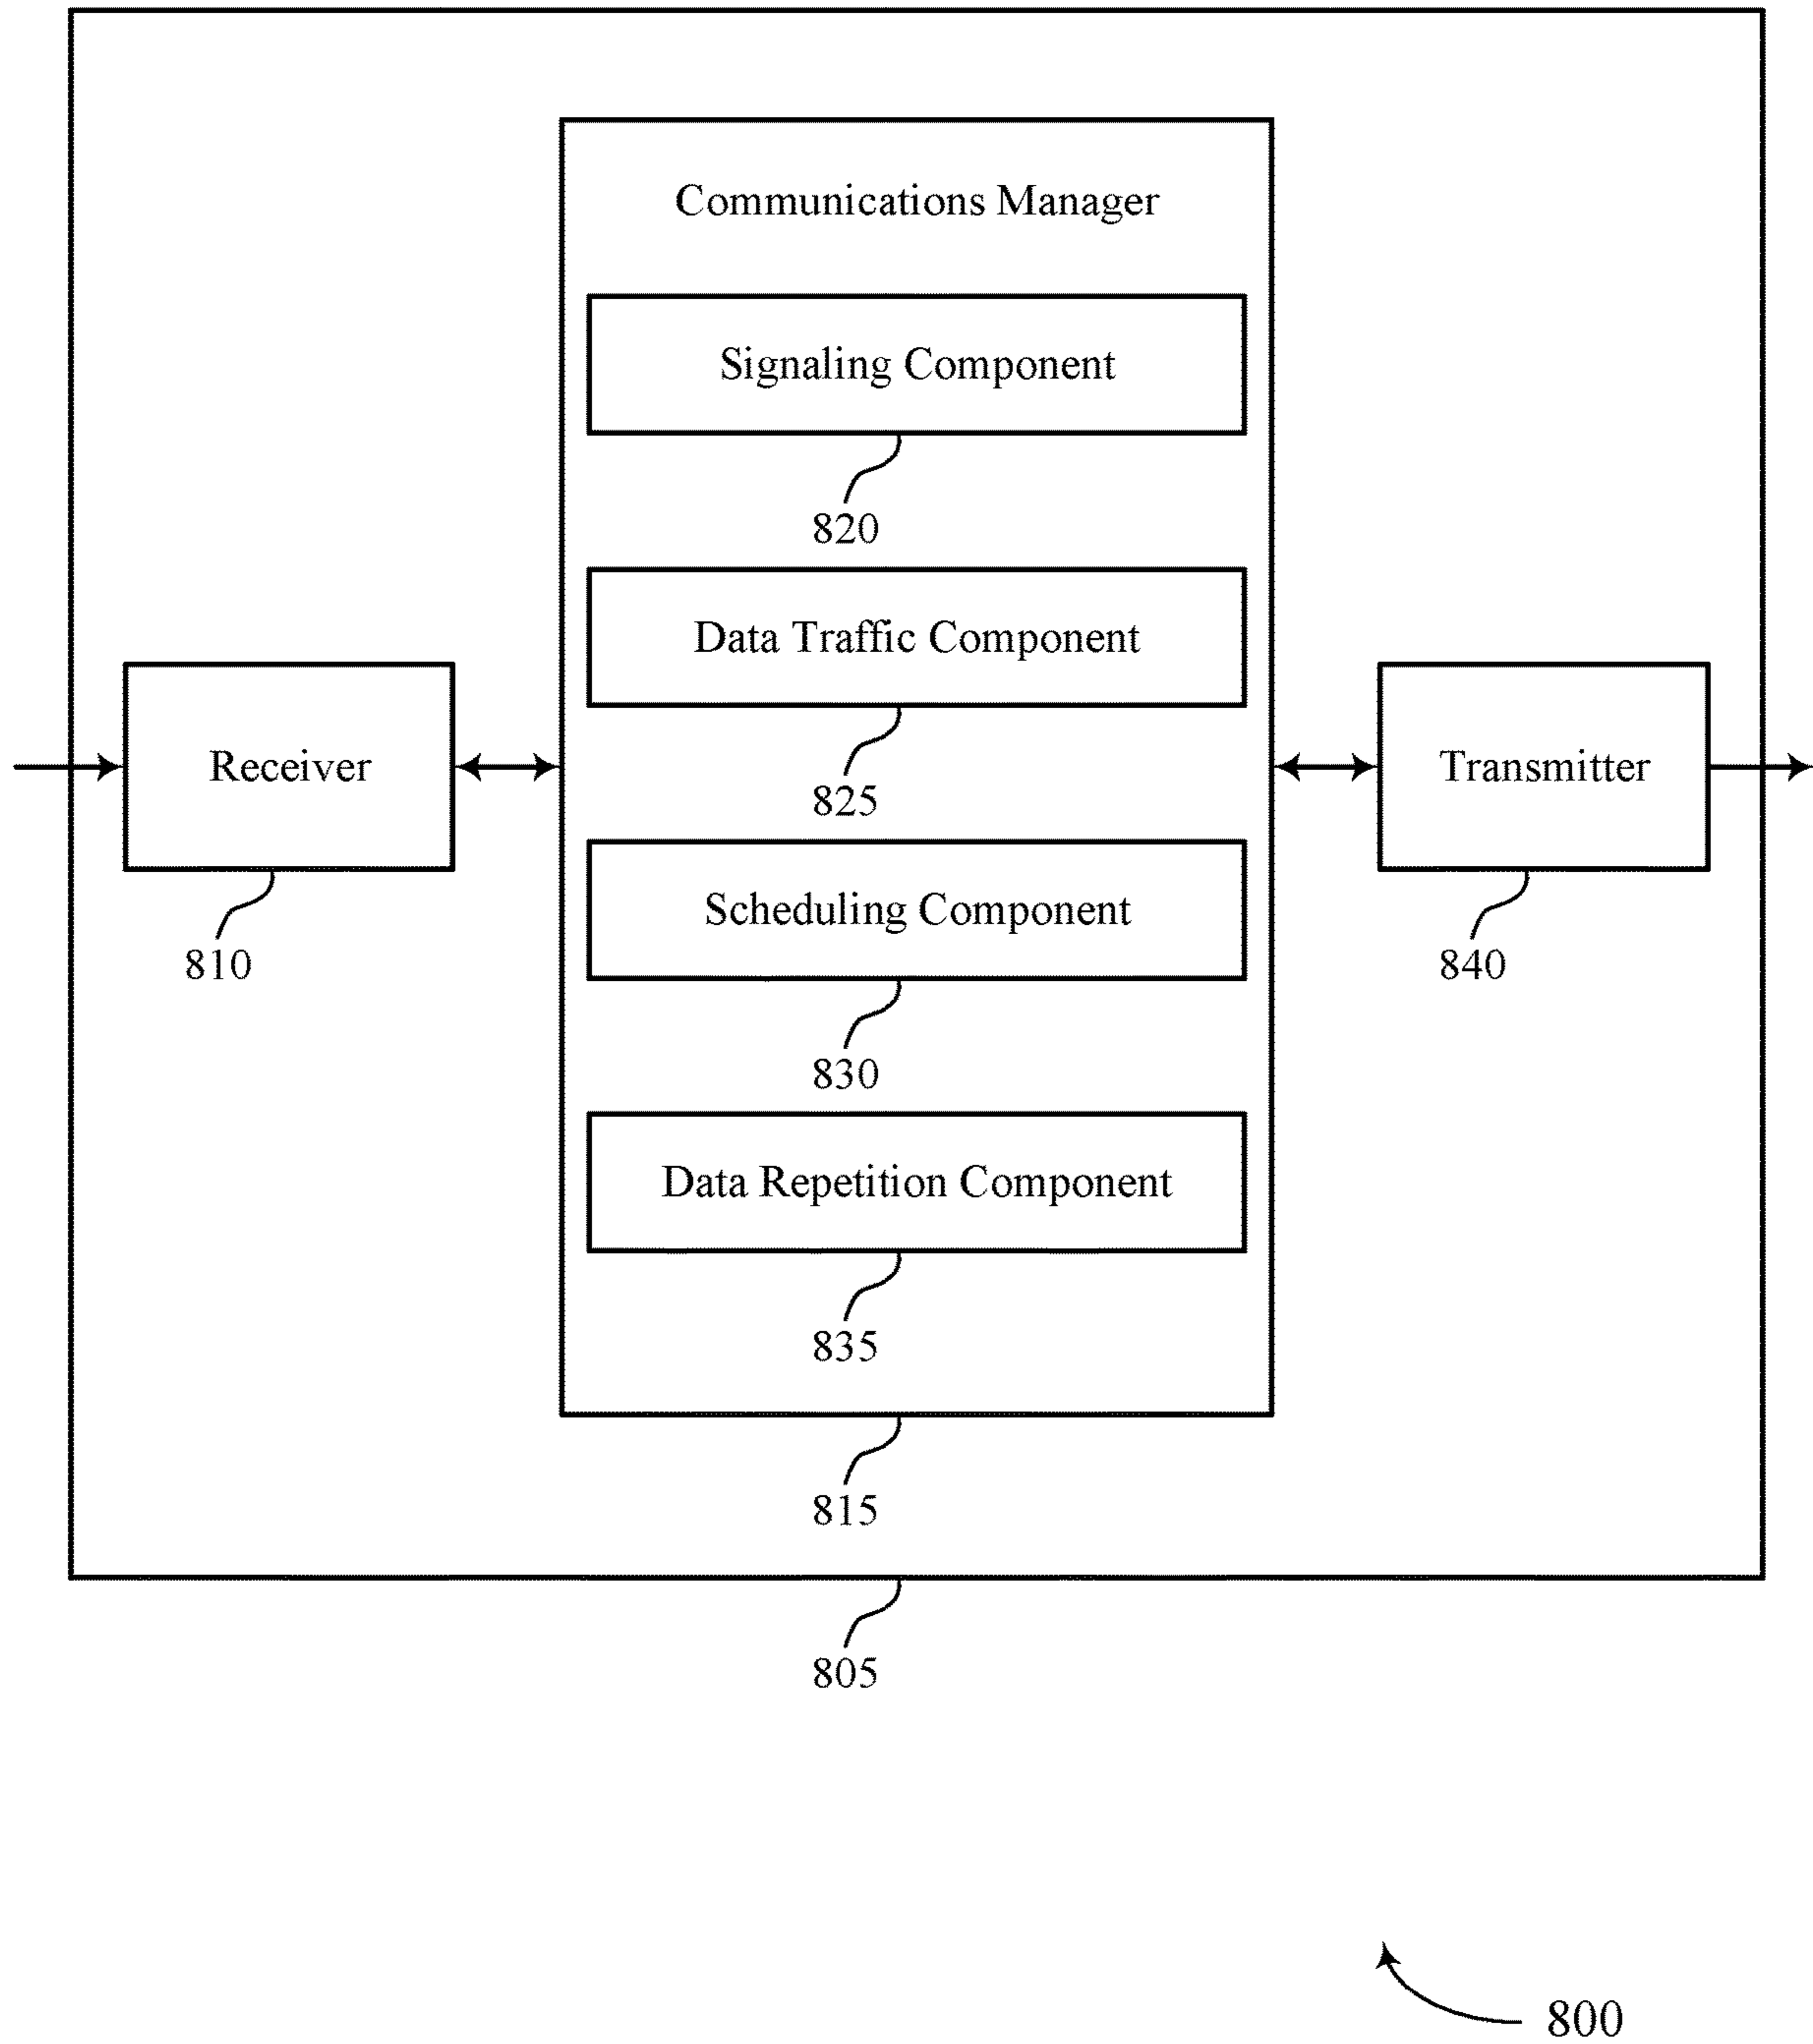 Communications Manager
Signaling Component
820
Data Traffic Component
825
Receiver
810
Transmitter
840
Scheduling Component
830
Data Repetition Component
835
815
805
800